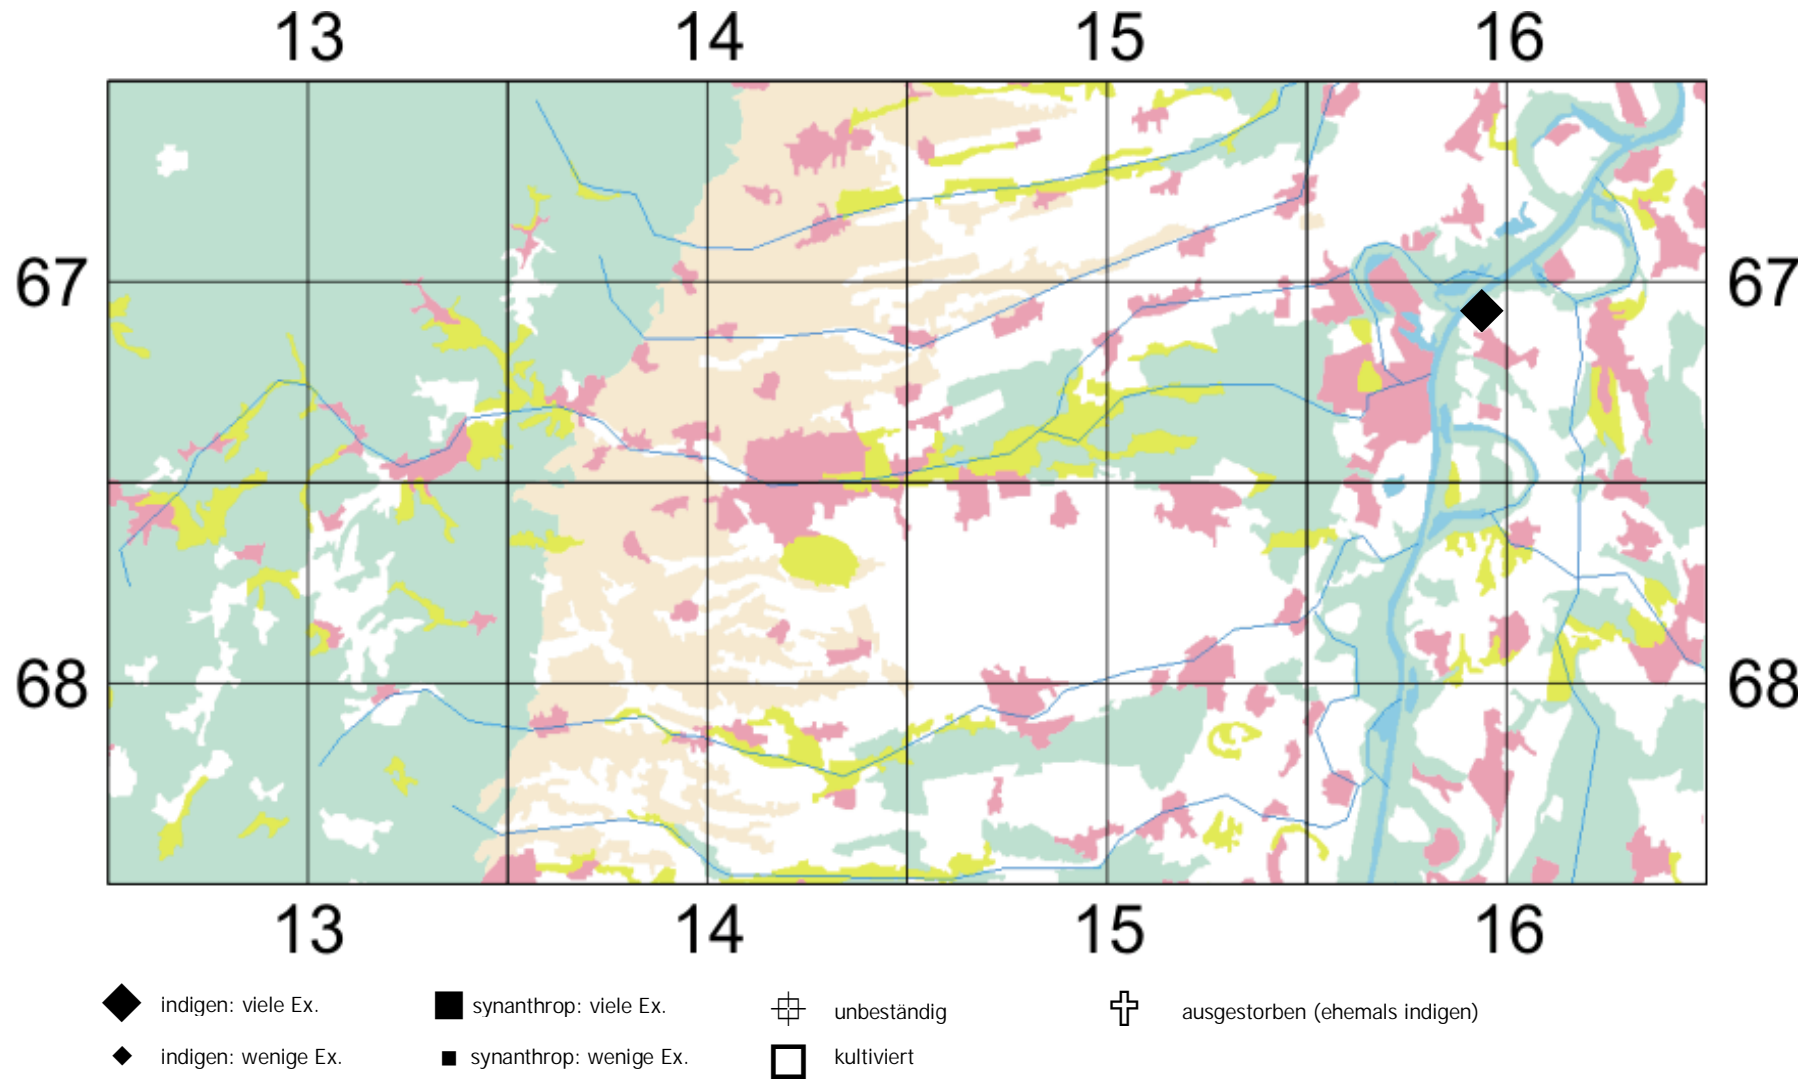 13 14 15 16
67 67
68 68
13 14 15 16
indigen: viele Ex. synanthrop: viele Ex. unbeständig ausgestorben (ehemals indigen)
indigen: wenige Ex. synanthrop: wenige Ex. kultiviert